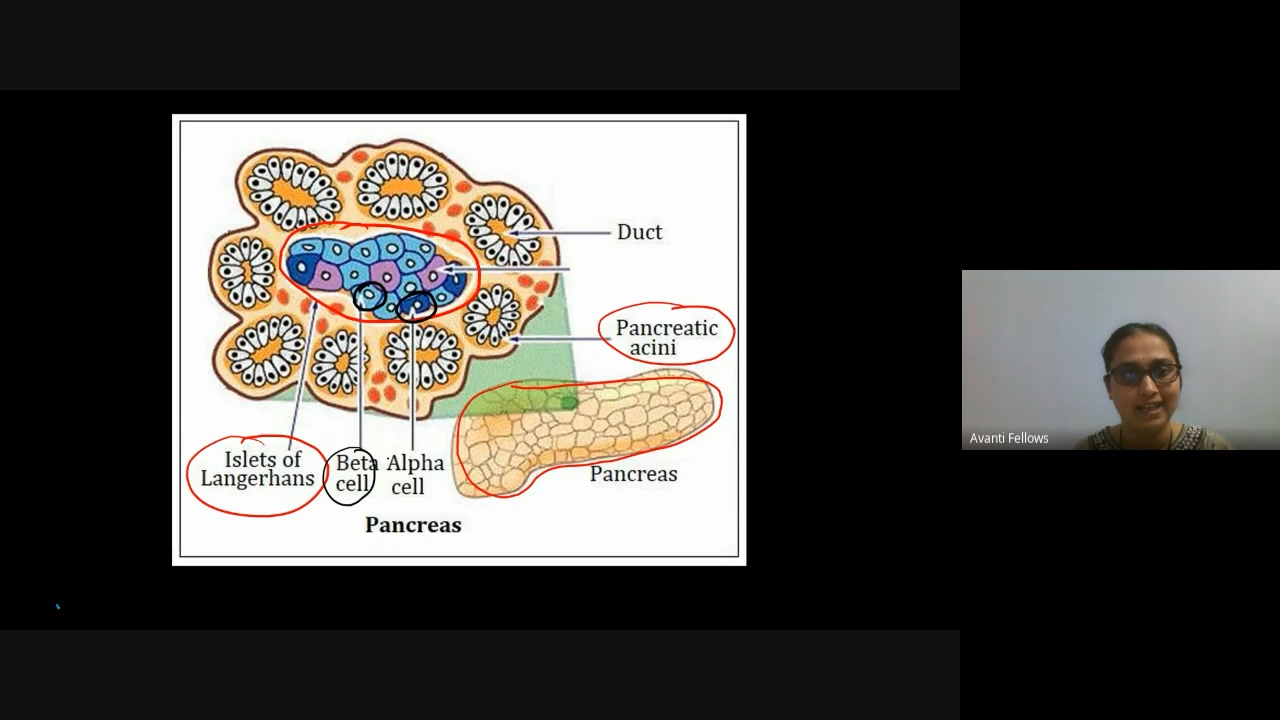 Duct
Pancreatic
acini
Islets of
Langerhans
Beta
cell
Alpha
cell
Pancreas
Pancreas
Avanti Fellows